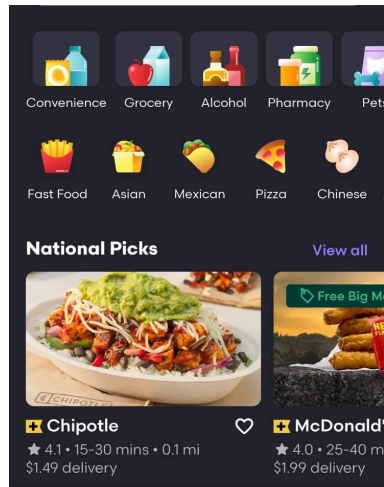 Convenience Grocery Alcohol Pharmacy Pets
Fast Food Asian Mexican Pizza Chinese
National Picks View all
Free Big M
CHIPOTLE
Chipotle McDonald'
4.1 • 15-30 mins • 0.1 mi 4.0 • 25-40 m
$1.49 delivery $1.99 delivery